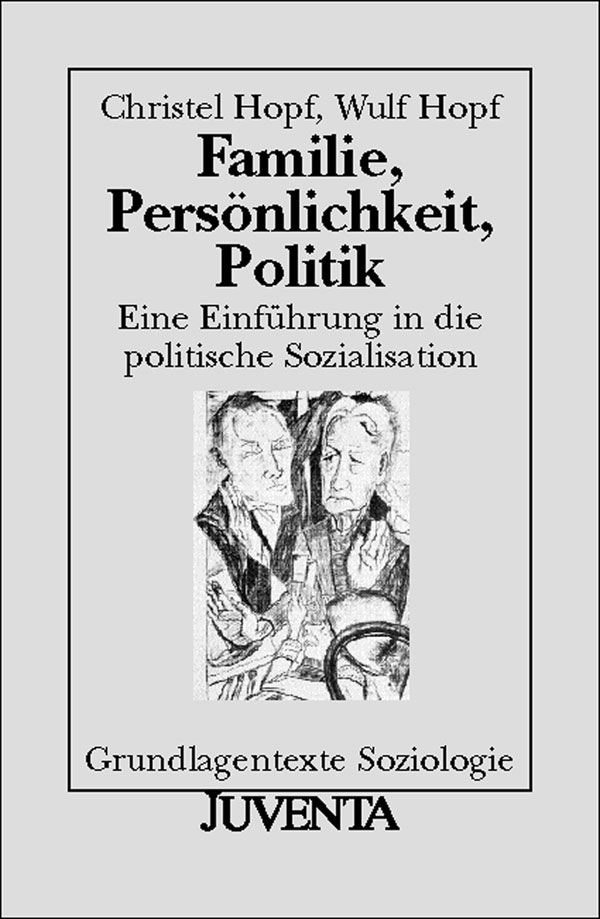 Christel Hopf, Wulf Hopf
Familie,
Persönlichkeit,
Politik
Eine Einführung in die
politische Sozialisation
Grundlagentexte Soziologie
JUVENTA